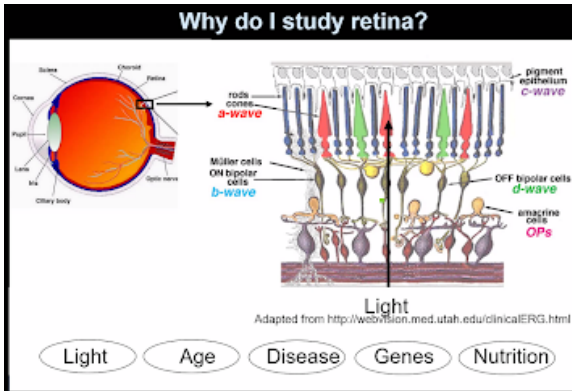 Why do I study retina?
Sclera
Choroid
Retina
Cornea
Pupil
Lens
Iris
Ciliary body
Optic nerve
rods
cones
a-wave
pigment
epithelium
c-wave
Müller cells
ON bipolar
cells
b-wave
OFF bipolar cells
d-wave
amacrine
cells
OPs
Light
Adapted from http://webvision.med.utah.edu/clinicalERG.html
Light
Age
Disease
Genes
Nutrition